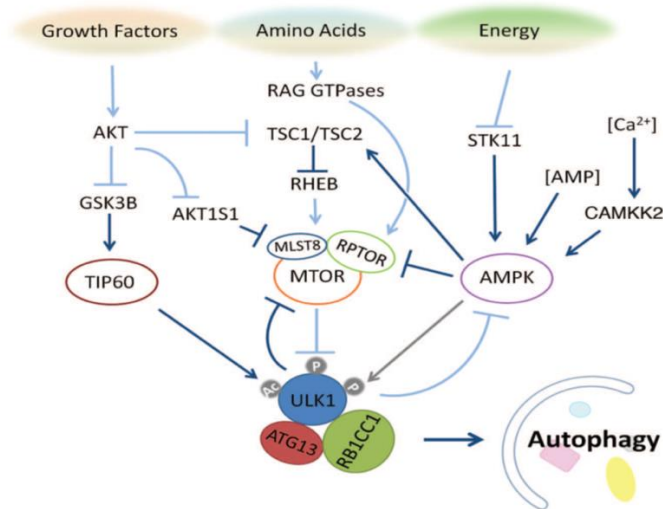 Growth Factors
Amino Acids
Energy
RAG GTPases
AKT
TSC1/TSC2
STK11
[Ca²⁺]
RHEB
[AMP]
GSK3B
AKT1S1
CAMKK2
MLST8
RPTOR
TIP60
MTOR
AMPK
P
Ac
P
ULK1
ATG13
RB1CC1
Autophagy